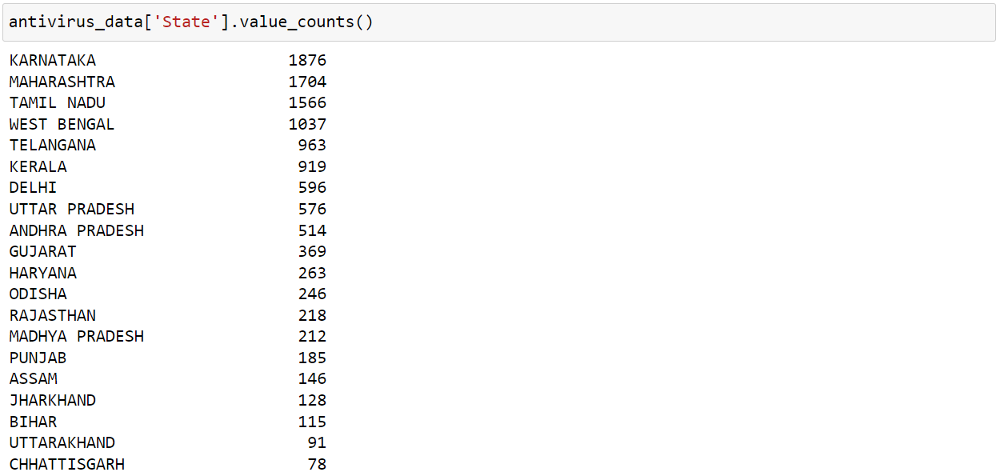 antivirus_data['State'].value_counts()
KARNATAKA 1876
MAHARASHTRA 1704
TAMIL NADU 1566
WEST BENGAL 1037
TELANGANA 963
KERALA 919
DELHI 596
UTTAR PRADESH 576
ANDHRA PRADESH 514
GUJARAT 369
HARYANA 263
ODISHA 246
RAJASTHAN 218
MADHYA PRADESH 212
PUNJAB 185
ASSAM 146
JHARKHAND 128
BIHAR 115
UTTARAKHAND 91
CHHATTISGARH 78